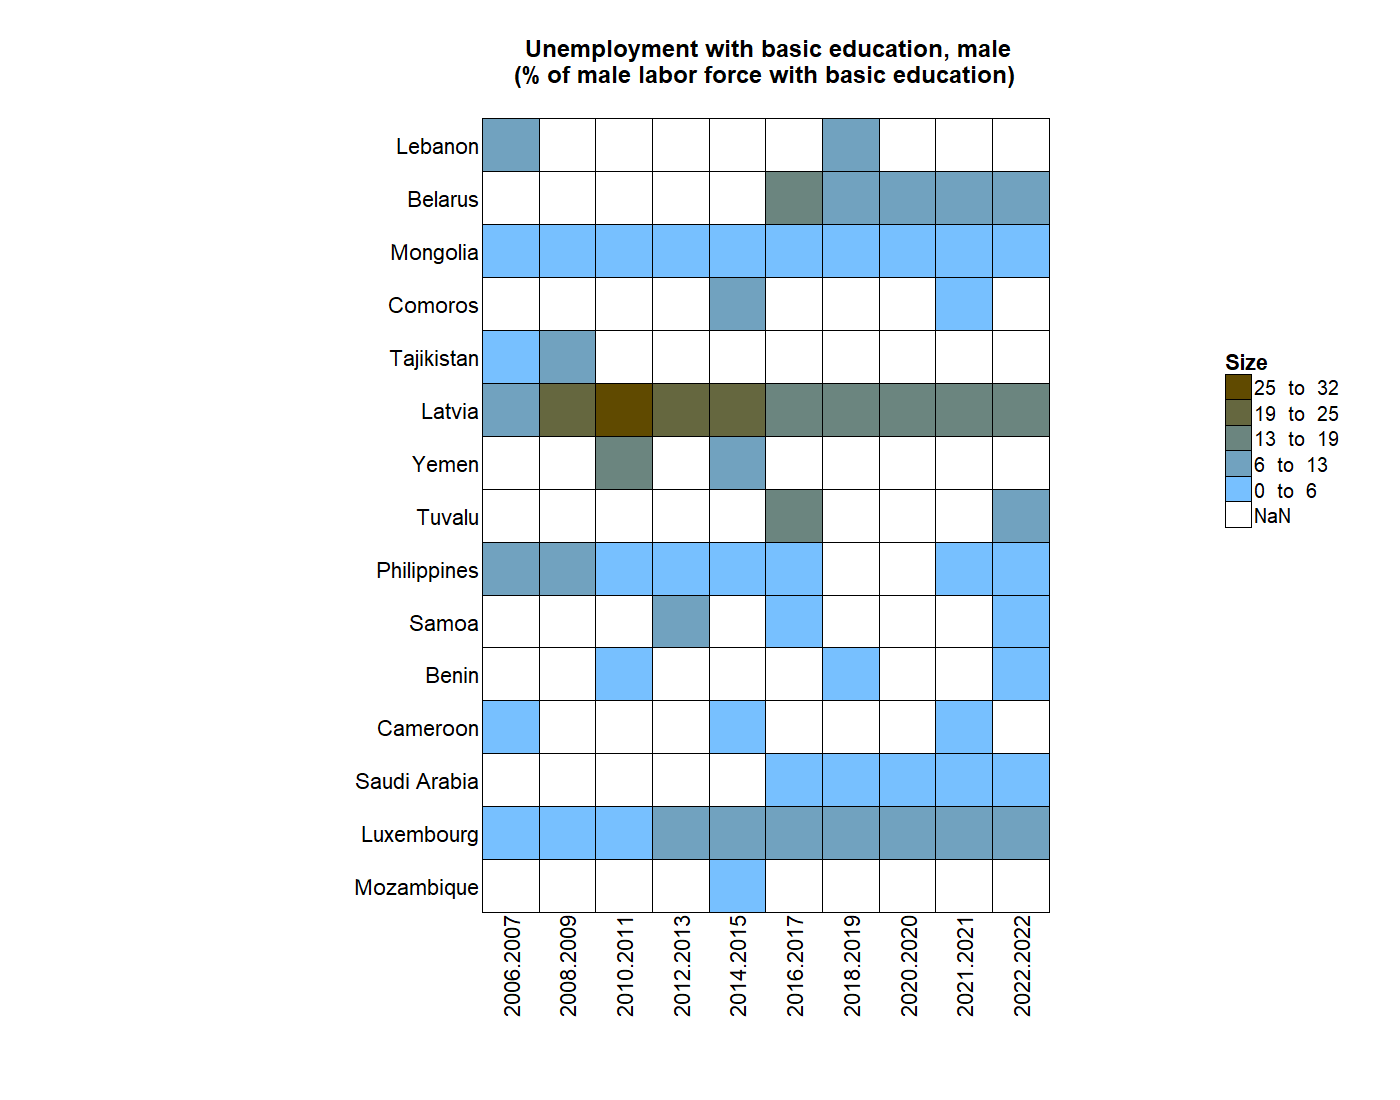 Unemployment with basic education, male
(% of male labor force with basic education)
Lebanon
Belarus
Mongolia
Comoros
Tajikistan
Latvia
Yemen
Tuvalu
Philippines
Samoa
Benin
Cameroon
Saudi Arabia
Luxembourg
Mozambique
2006.2007
2008.2009
2010.2011
2012.2013
2014.2015
2016.2017
2018.2019
2020.2020
2021.2021
2022.2022
Size
25 to 32
19 to 25
13 to 19
6 to 13
0 to 6
NaN